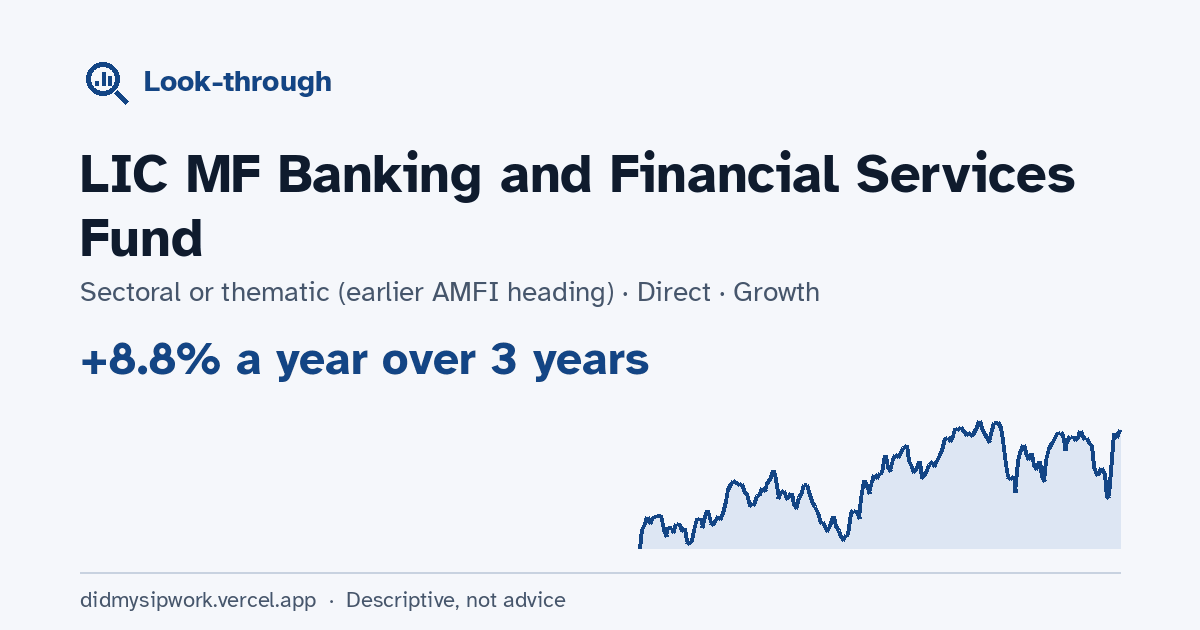 Look-through
LIC MF Banking and Financial Services
Fund
Sectoral or thematic (earlier AMFI heading) · Direct · Growth
+8.8% a year over 3 years
didmysipwork.vercel.app · Descriptive, not advice